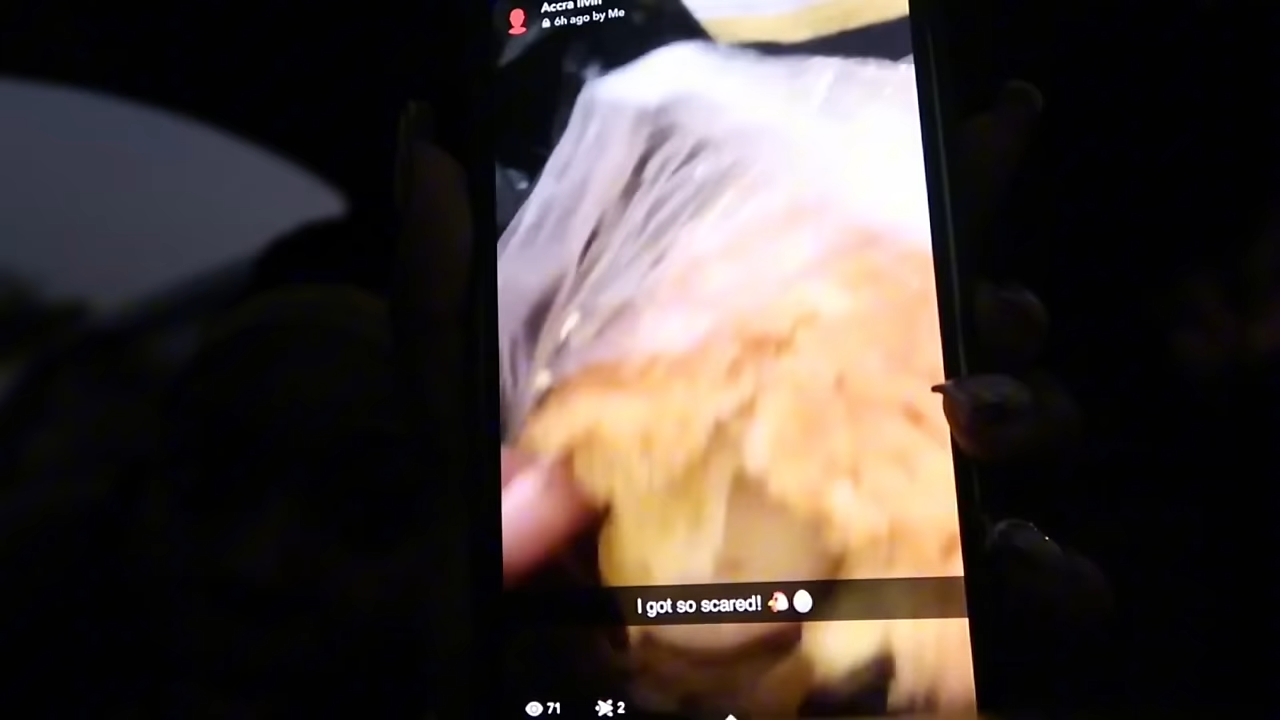 Accra livin
6h ago by Me
I got so scared! 🐔🥚
71
2